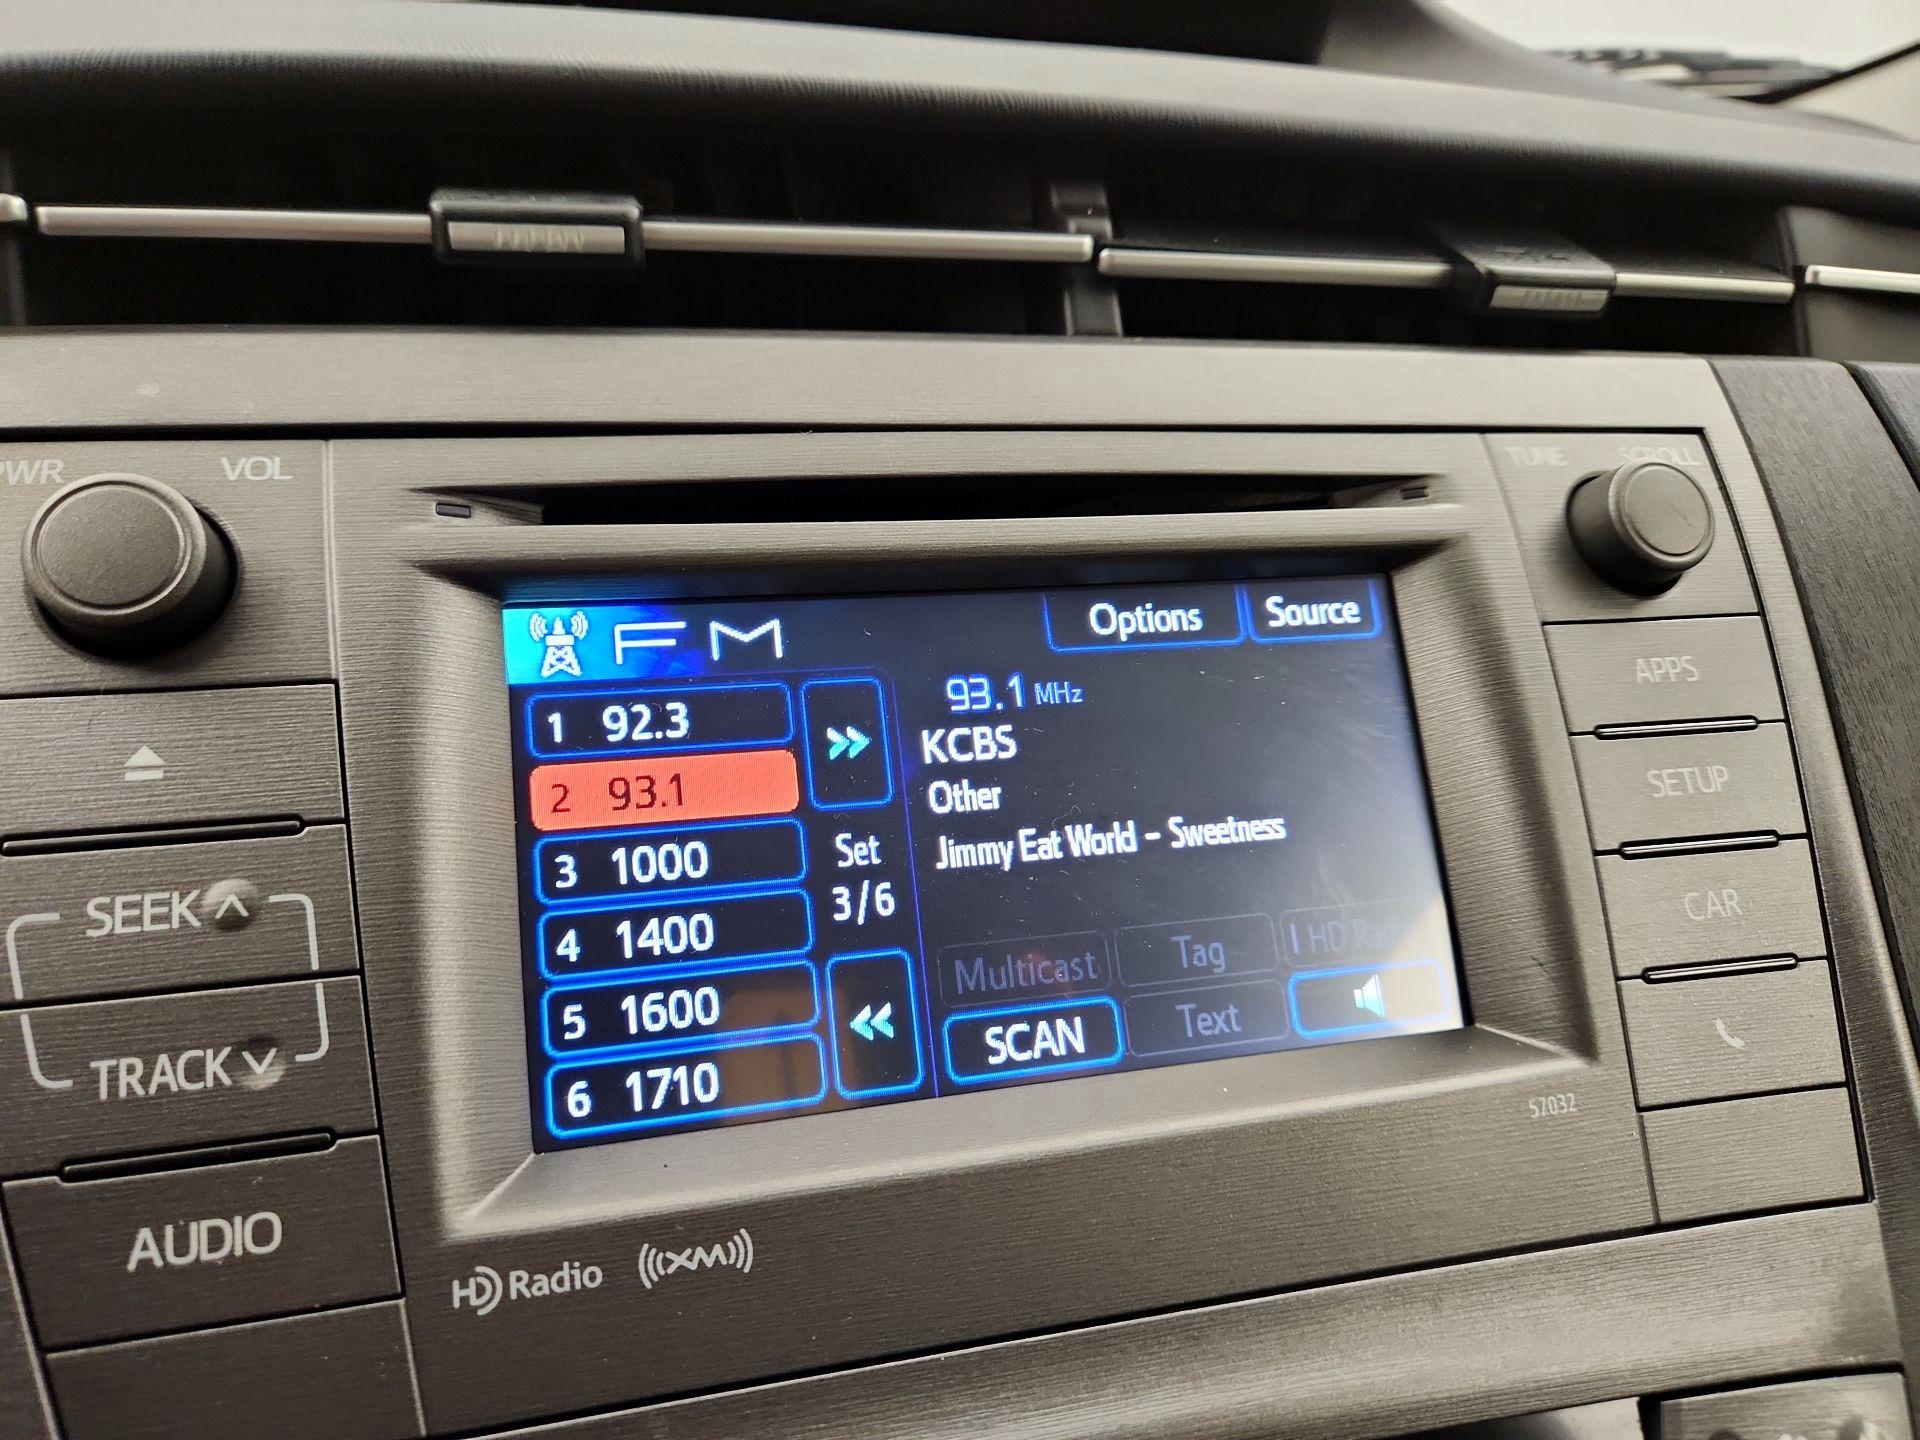 PWR VOL
TUNE SCROLL
FM Options Source
1 92.3
2 93.1
3 1000
4 1400
5 1600
6 1710
Set
3/6
93.1 MHz
KCBS
Other
Jimmy Eat World - Sweetness
Multicast Tag HD
SCAN Text
SEEK
TRACK
AUDIO
APPS
SETUP
CAR
57032
HD Radio XM